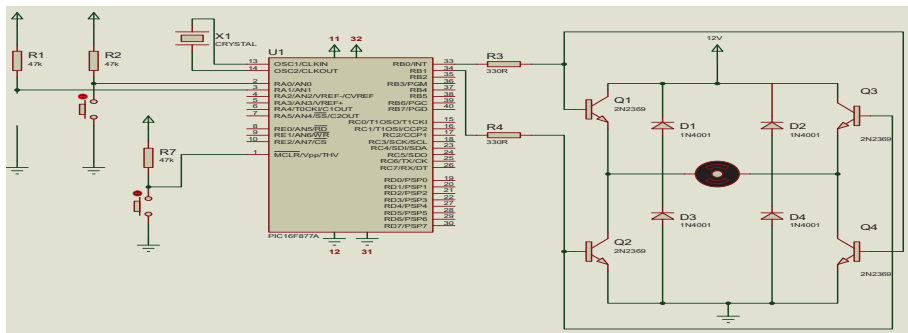 R1
47k
R2
47k
X1
CRYSTAL
U1
11 32
13 OSC1/CLKIN
14 OSC2/CLKOUT
2 RA0/AN0
3 RA1/AN1
4 RA2/AN2/VREF-/CVREF
5 RA3/AN3/VREF+
6 RA4/T0CKI/C1OUT
7 RA5/AN4/SS/C2OUT
8 RE0/AN5/RD
9 RE1/AN6/WR
10 RE2/AN7/CS
1 MCLR/Vpp/THV
RB0/INT 33
RB1 34
RB2 35
RB3/PGM 36
RB4 37
RB5 38
RB6/PGC 39
RB7/PGD 40
RC0/T1OSO/T1CKI 15
RC1/T1OSI/CCP2 16
RC2/CCP1 17
RC3/SCK/SCL 18
RC4/SDI/SDA 23
RC5/SDO 24
RC6/TX/CK 25
RC7/RX/DT 26
RD0/PSP0 19
RD1/PSP1 20
RD2/PSP2 21
RD3/PSP3 22
RD4/PSP4 27
RD5/PSP5 28
RD6/PSP6 29
RD7/PSP7 30
PIC16F877A
12 31
R7
47k
R3
330R
R4
330R
12V
Q1
2N2369
D1
1N4001
D2
1N4001
Q3
2N2369
D3
1N4001
D4
1N4001
Q2
2N2369
Q4
2N2369